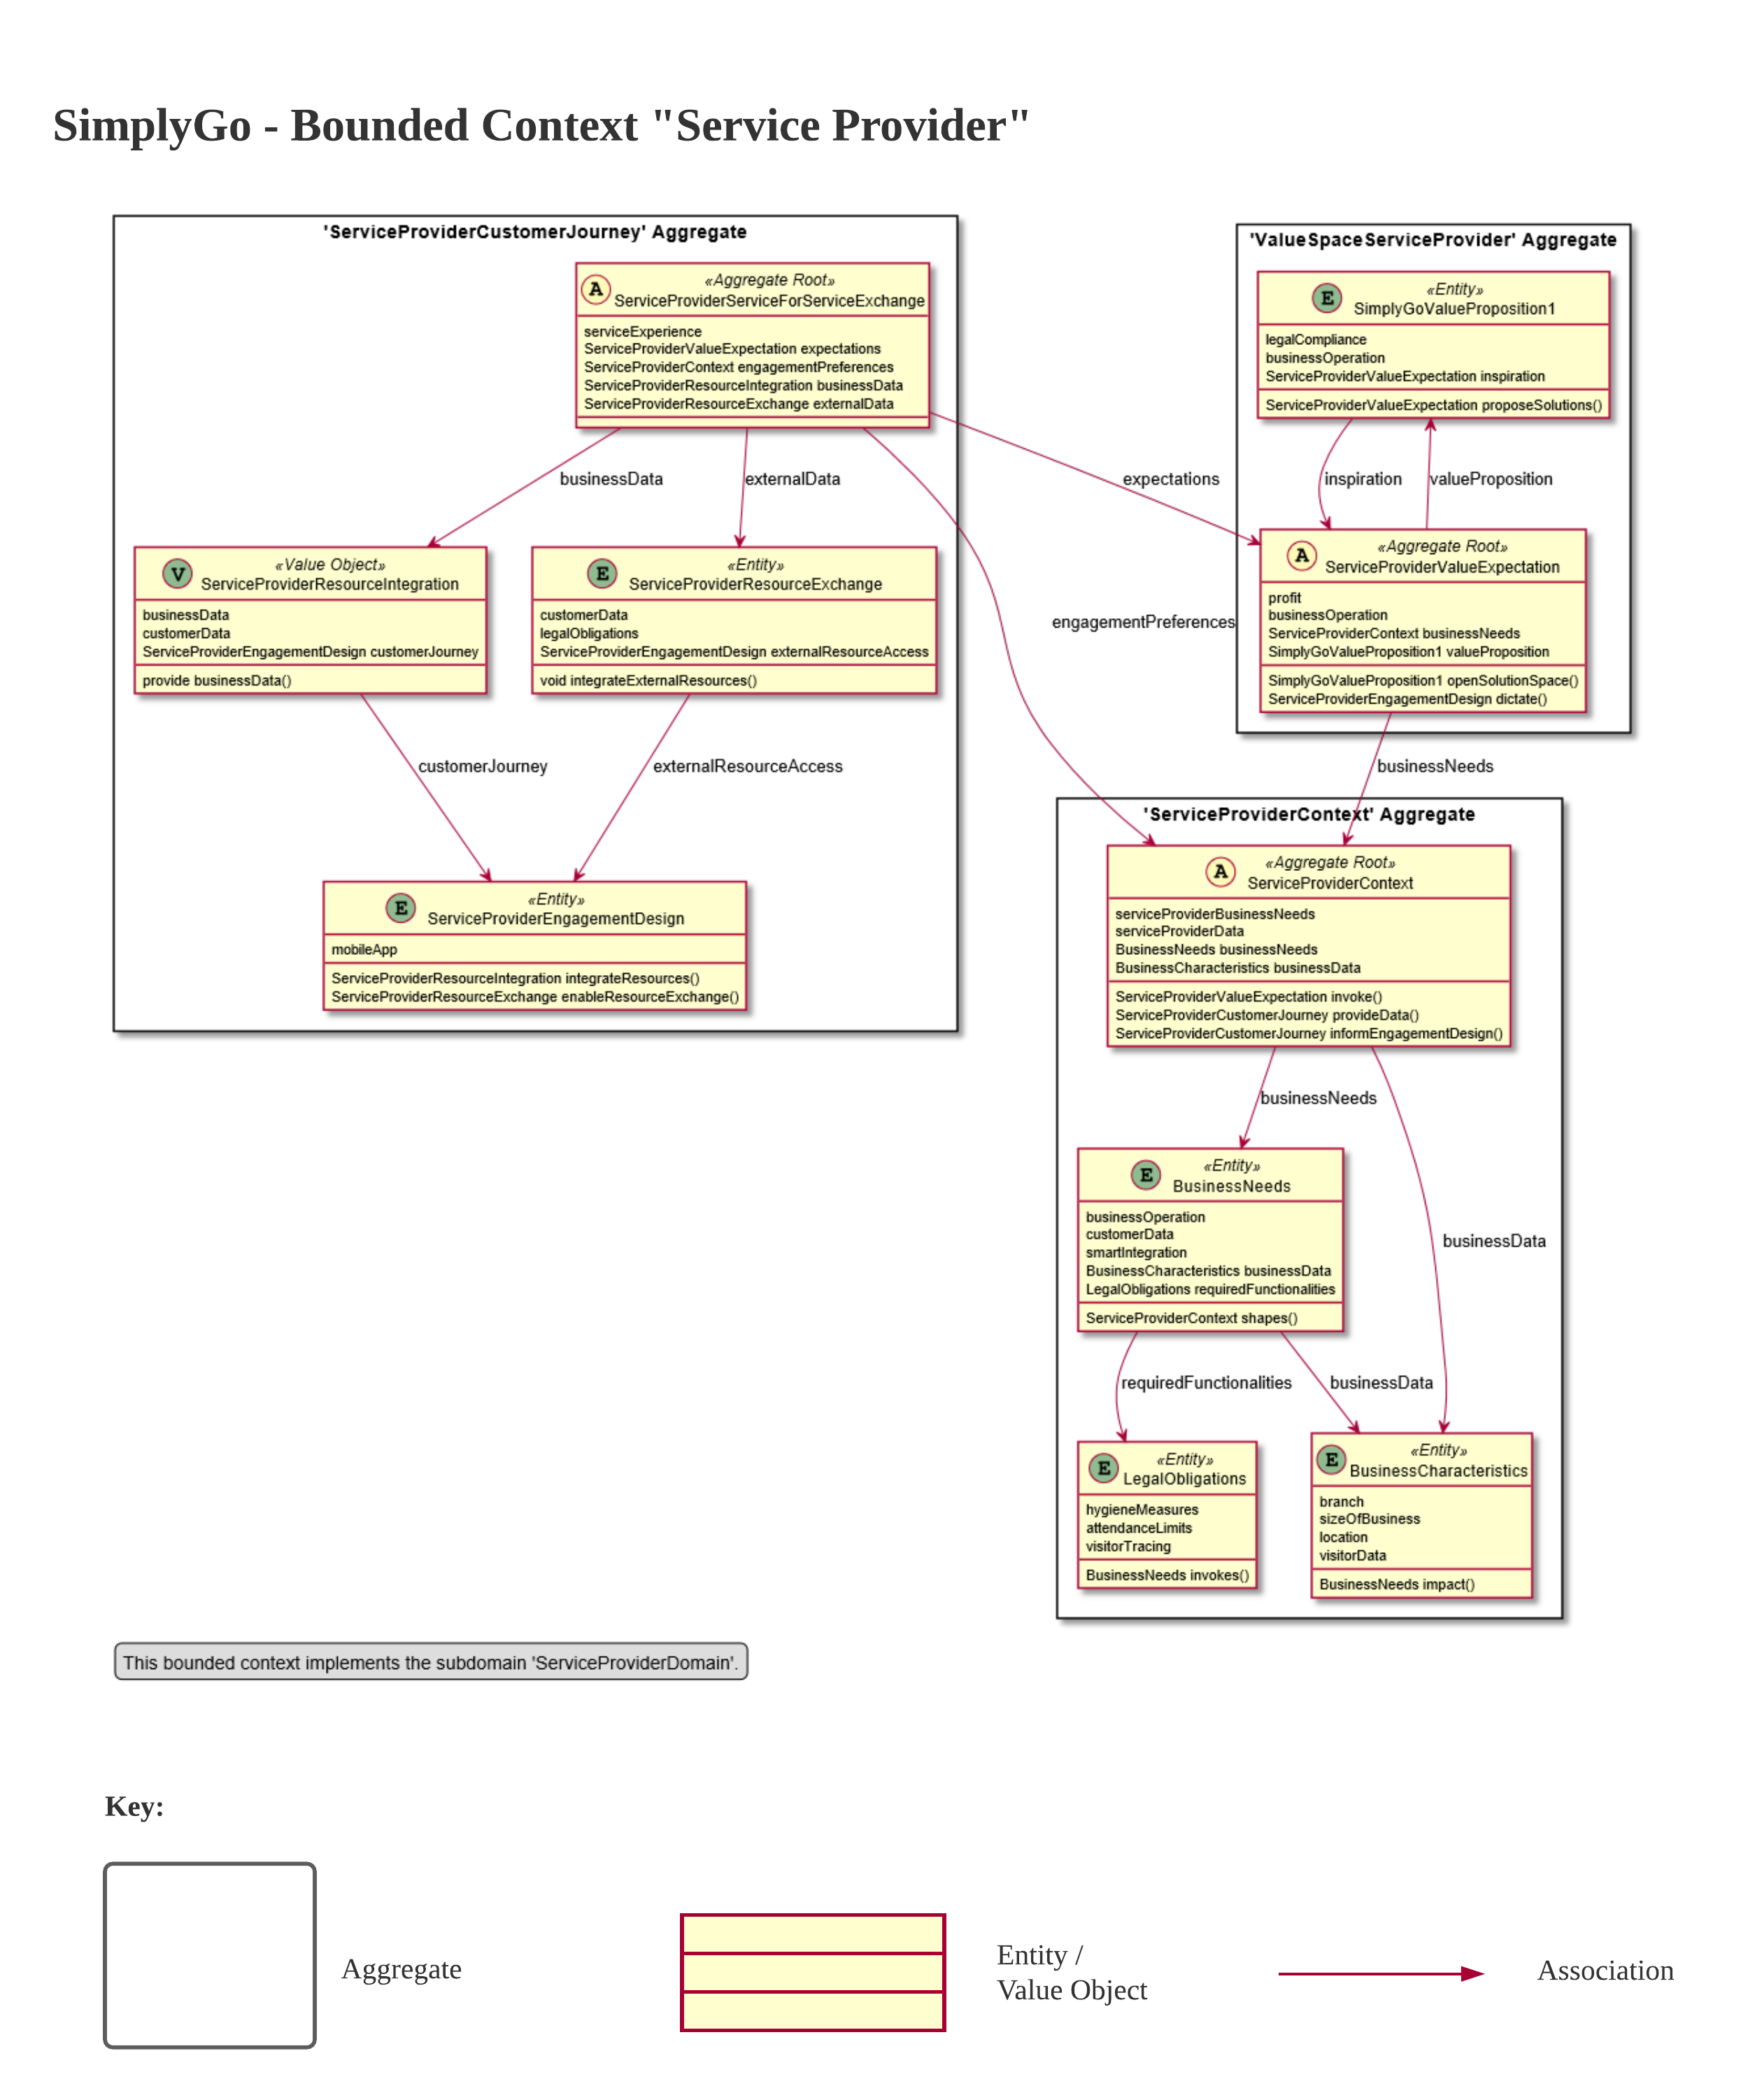 SimplyGo - Bounded Context "Service Provider"
'ServiceProviderCustomerJourney' Aggregate
A
«Aggregate Root»
ServiceProviderServiceForServiceExchange
serviceExperience
ServiceProviderValueExpectation expectations
ServiceProviderContext engagementPreferences
ServiceProviderResourceIntegration businessData
ServiceProviderResourceExchange externalData
businessData
externalData
V
«Value Object»
ServiceProviderResourceIntegration
businessData
customerData
ServiceProviderEngagementDesign customerJourney
provide businessData()
E
«Entity»
ServiceProviderResourceExchange
customerData
legalObligations
ServiceProviderEngagementDesign externalResourceAccess
void integrateExternalResources()
customerJourney
externalResourceAccess
E
«Entity»
ServiceProviderEngagementDesign
mobileApp
ServiceProviderResourceIntegration integrateResources()
ServiceProviderResourceExchange enableResourceExchange()
expectations
engagementPreferences
'ValueSpaceServiceProvider' Aggregate
E
«Entity»
SimplyGoValueProposition1
legalCompliance
businessOperation
ServiceProviderValueExpectation inspiration
ServiceProviderValueExpectation proposeSolutions()
inspiration
valueProposition
A
«Aggregate Root»
ServiceProviderValueExpectation
profit
businessOperation
ServiceProviderContext businessNeeds
SimplyGoValueProposition1 valueProposition
SimplyGoValueProposition1 openSolutionSpace()
ServiceProviderEngagementDesign dictate()
businessNeeds
'ServiceProviderContext' Aggregate
A
«Aggregate Root»
ServiceProviderContext
serviceProviderBusinessNeeds
serviceProviderData
BusinessNeeds businessNeeds
BusinessCharacteristics businessData
ServiceProviderValueExpectation invoke()
ServiceProviderCustomerJourney provideData()
ServiceProviderCustomerJourney informEngagementDesign()
businessNeeds
businessData
E
«Entity»
BusinessNeeds
businessOperation
customerData
smartIntegration
BusinessCharacteristics businessData
LegalObligations requiredFunctionalities
ServiceProviderContext shapes()
requiredFunctionalities
businessData
E
«Entity»
LegalObligations
hygieneMeasures
attendanceLimits
visitorTracing
BusinessNeeds invokes()
E
«Entity»
BusinessCharacteristics
branch
sizeOfBusiness
location
visitorData
BusinessNeeds impact()
This bounded context implements the subdomain 'ServiceProviderDomain'.
Key:
Aggregate
Entity /
Value Object
Association